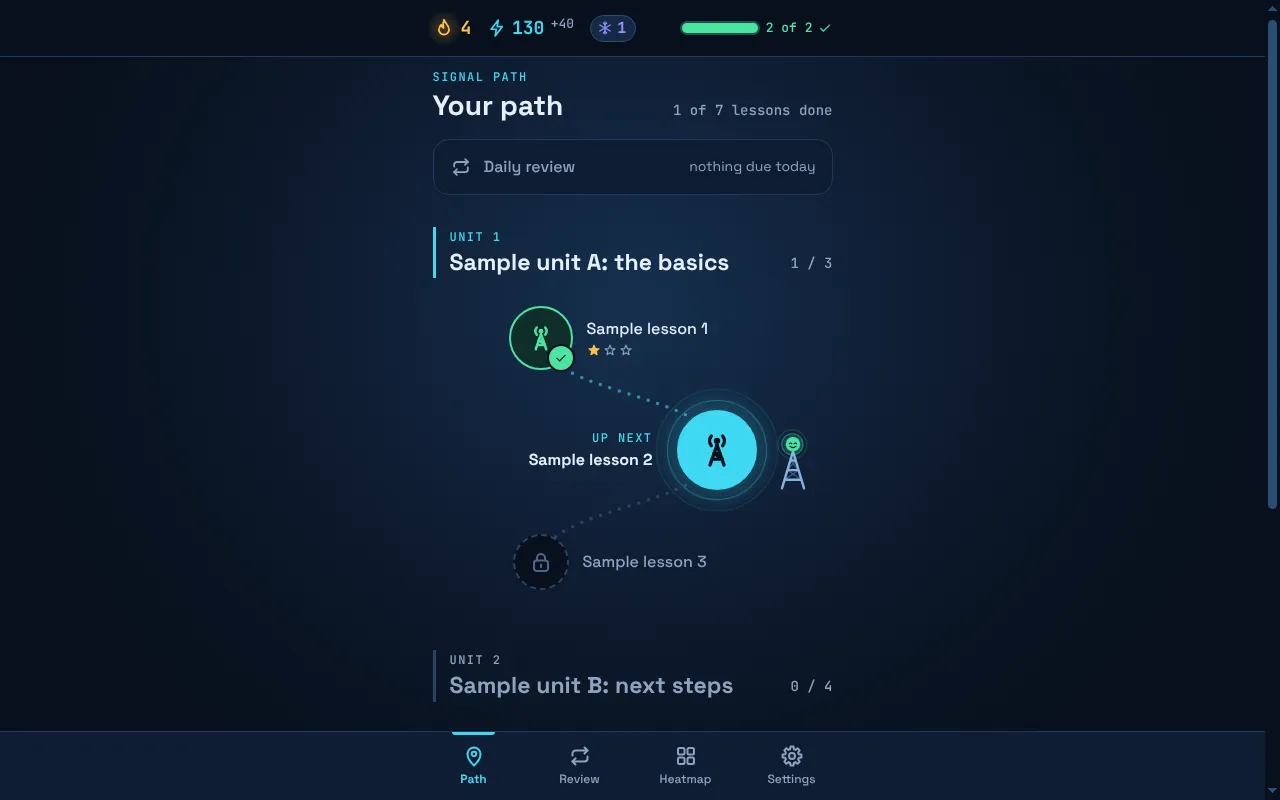 4 130 +40 1 2 of 2
SIGNAL PATH
Your path 1 of 7 lessons done
Daily review nothing due today
UNIT 1
Sample unit A: the basics 1 / 3
Sample lesson 1
UP NEXT
Sample lesson 2
Sample lesson 3
UNIT 2
Sample unit B: next steps 0 / 4
Path Review Heatmap Settings